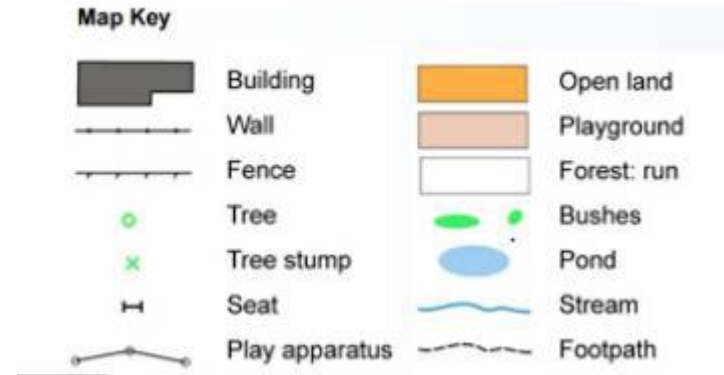 Map Key
Building
Open land
Wall
Playground
Fence
Forest: run
Tree
Bushes
Tree stump
Pond
Seat
Stream
Play apparatus
Footpath